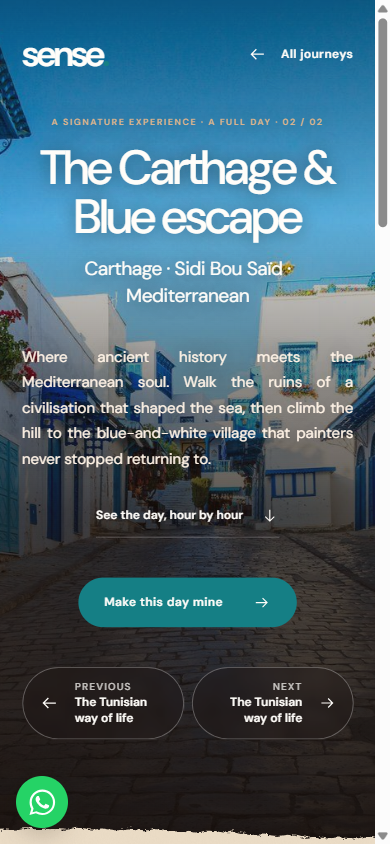 sense
All journeys
A SIGNATURE EXPERIENCE · A FULL DAY · 02 / 02
The Carthage &
Blue escape
Carthage · Sidi Bou Saïd
Mediterranean
Where ancient history meets the
Mediterranean soul. Walk the ruins of a
civilisation that shaped the sea, then climb the
hill to the blue-and-white village that painters
never stopped returning to.
See the day, hour by hour
Make this day mine
PREVIOUS
The Tunisian
way of life
NEXT
The Tunisian
way of life